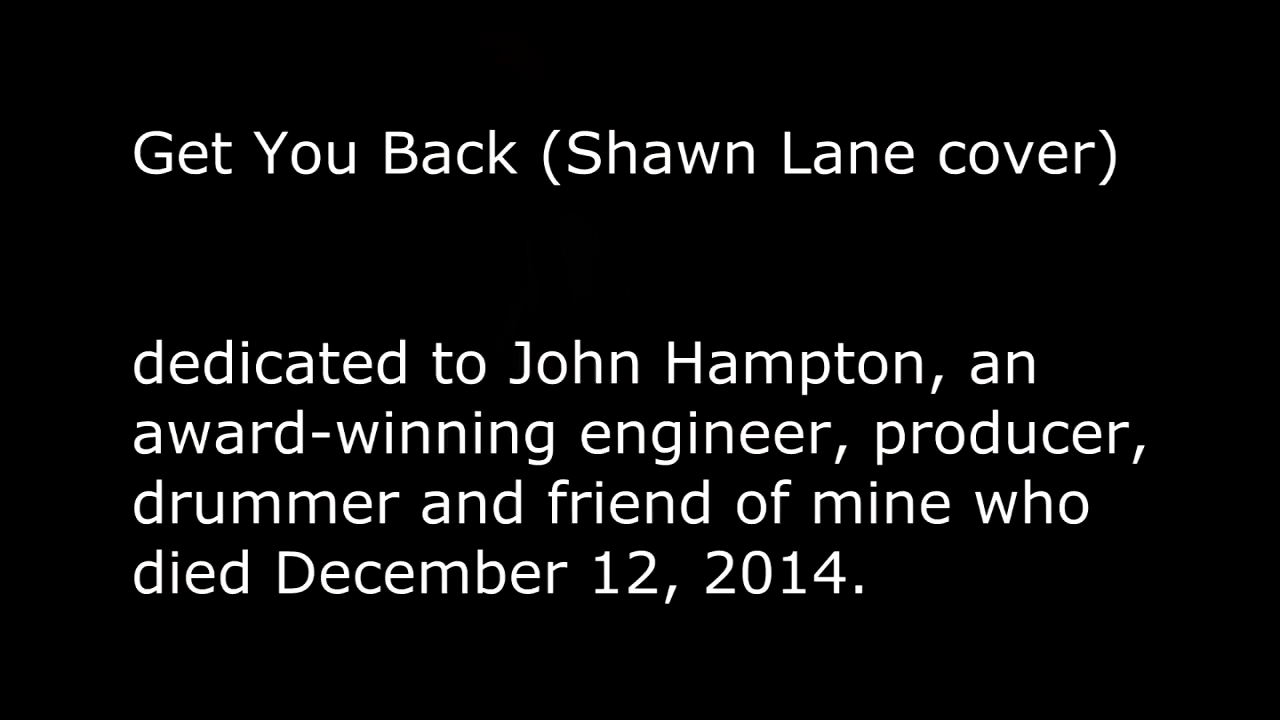 Get You Back (Shawn Lane cover)
dedicated to John Hampton, an
award-winning engineer, producer,
drummer and friend of mine who
died December 12, 2014.